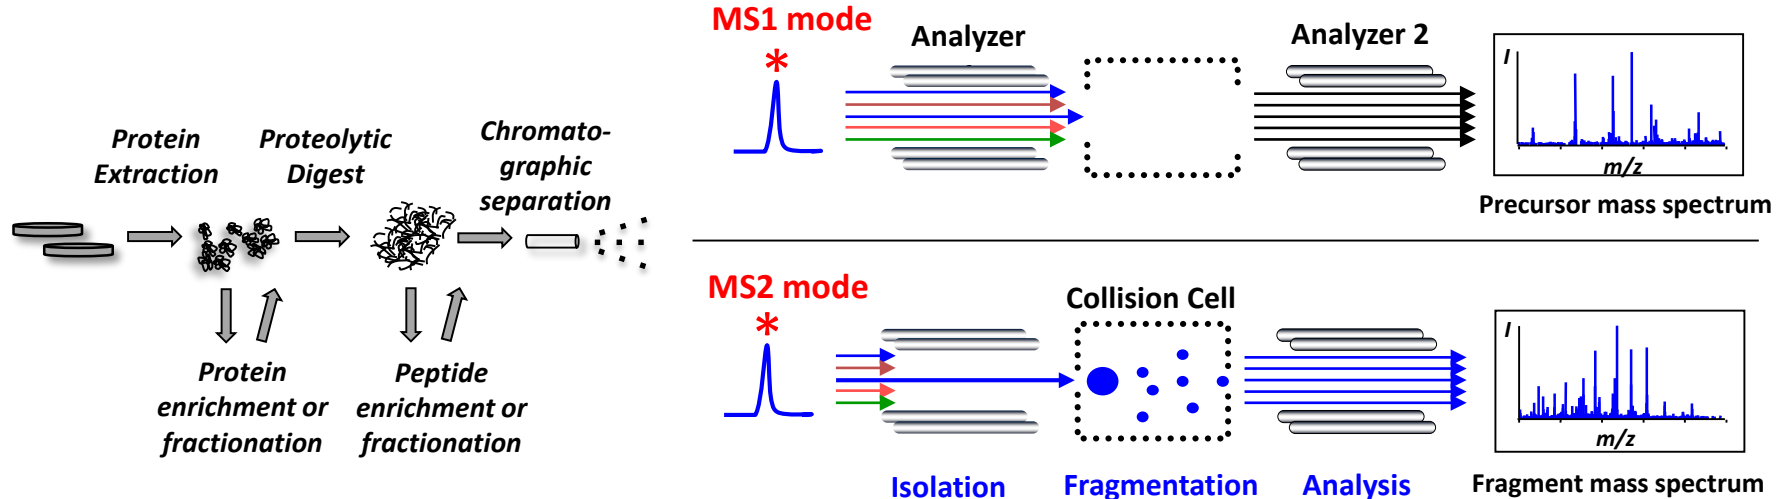 Protein
Extraction
Proteolytic
Digest
Chromato-
graphic
separation
Protein
enrichment or
fractionation
Peptide
enrichment or
fractionation
MS1 mode
*
Analyzer
Analyzer 2
I
m/z
Precursor mass spectrum
MS2 mode
*
Collision Cell
I
m/z
Isolation
Fragmentation
Analysis
Fragment mass spectrum